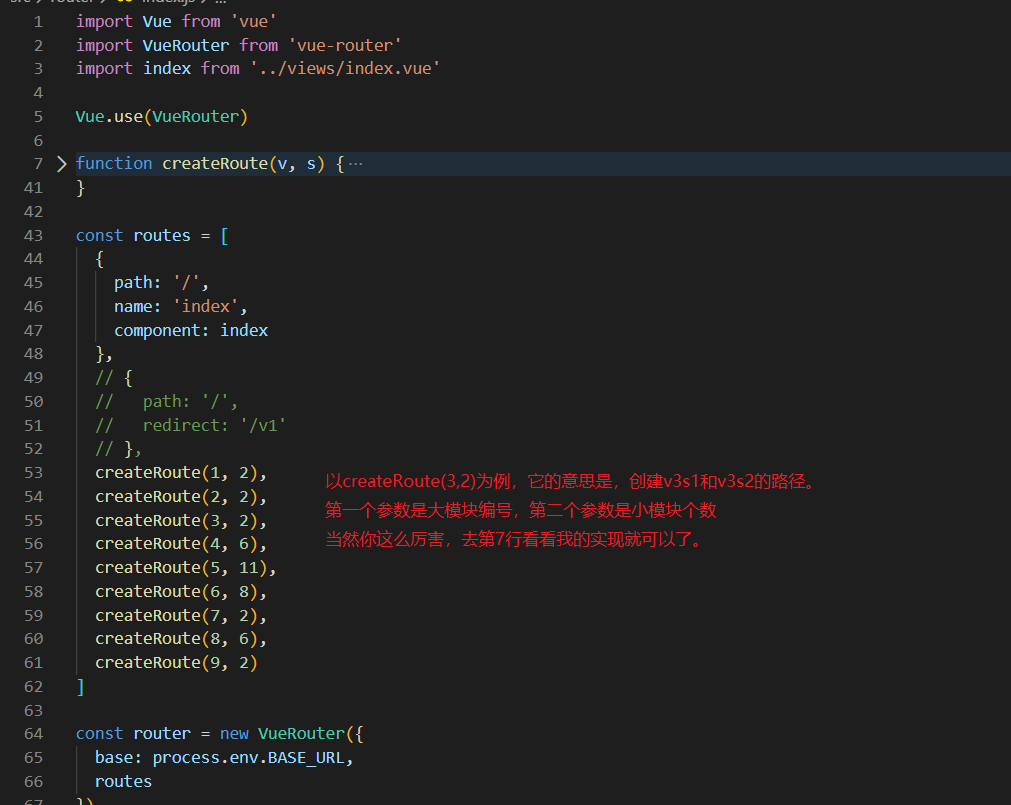 src > router > index.js > ...
1 import Vue from 'vue'
2 import VueRouter from 'vue-router'
3 import index from '../views/index.vue'
4
5 Vue.use(VueRouter)
6
7 function createRoute(v, s) { ...
41 }
42
43 const routes = [
44 {
45 path: '/',
46 name: 'index',
47 component: index
48 },
49 // {
50 // path: '/',
51 // redirect: '/v1'
52 // },
53 createRoute(1, 2),
54 createRoute(2, 2),
55 createRoute(3, 2),
56 createRoute(4, 6),
57 createRoute(5, 11),
58 createRoute(6, 8),
59 createRoute(7, 2),
60 createRoute(8, 6),
61 createRoute(9, 2)
以createRoute(3,2)为例，它的意思是，创建v3s1和v3s2的路径。
第一个参数是大模块编号，第二个参数是小模块个数
当然你这么厉害，去第7行看看我的实现就可以了。
62 ]
63
64 const router = new VueRouter({
65 base: process.env.BASE_URL,
66 routes
67 })